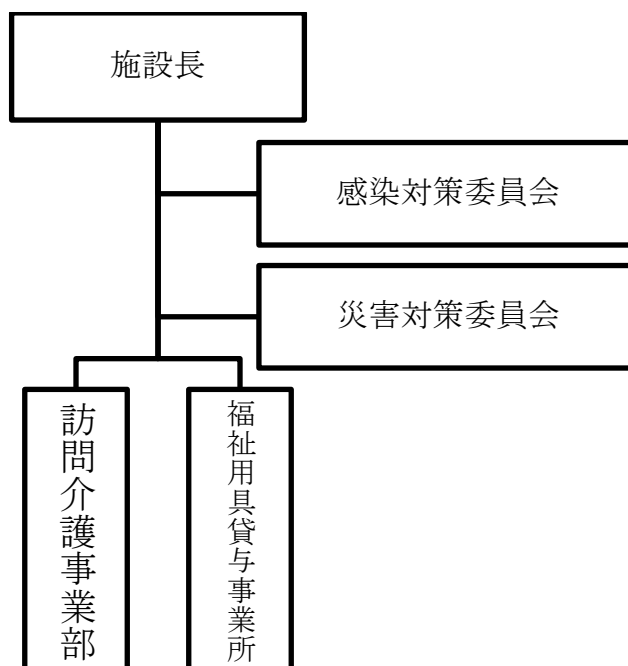 施設長
感染対策委員会
災害対策委員会
訪問介護事業部
福祉用具貸与事業所